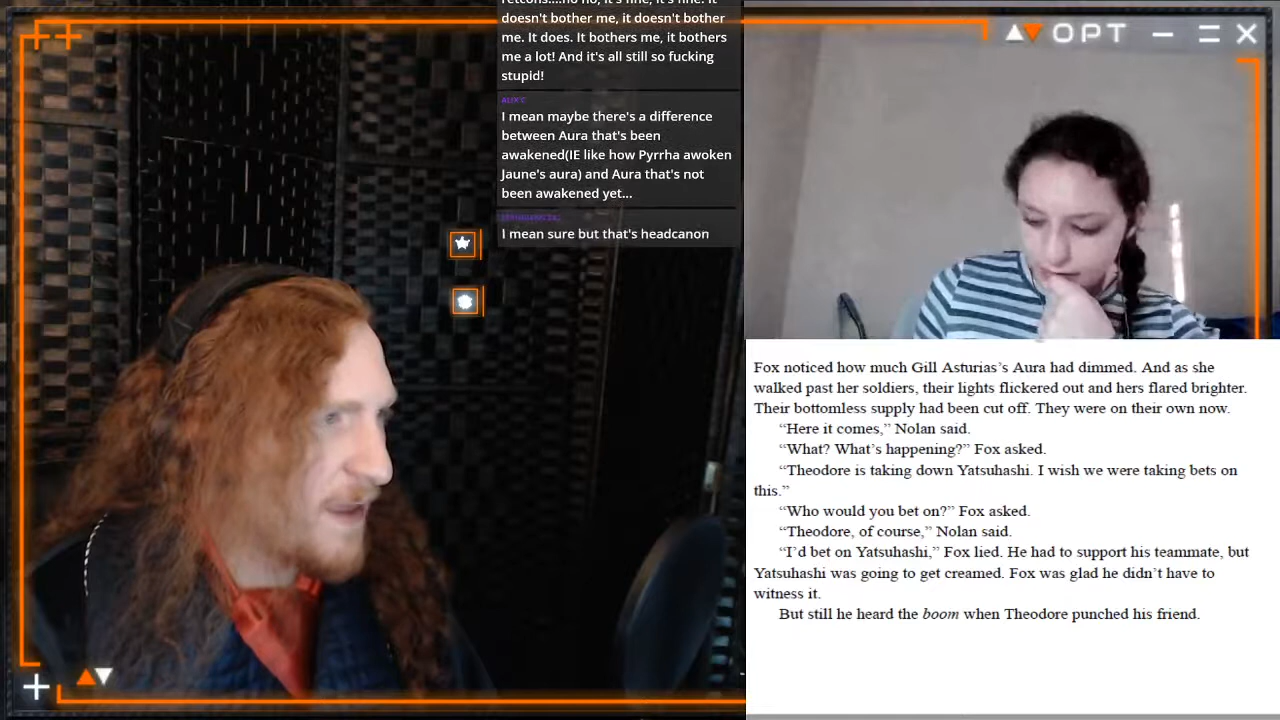 retcons....no no, it's fine, it's fine. It
doesn't bother me, it doesn't bother
me. It does. It bothers me, it bothers
me a lot! And it's all still so fucking
stupid!
I mean maybe there's a difference
between Aura that's been
awakened(IE like how Pyrrha awoken
Jaune's aura) and Aura that's not
been awakened yet...
I mean sure but that's headcanon
OPT
Fox noticed how much Gill Asturias’s Aura had dimmed. And as she
walked past her soldiers, their lights flickered out and hers flared brighter.
Their bottomless supply had been cut off. They were on their own now.
“Here it comes,” Nolan said.
“What? What’s happening?” Fox asked.
“Theodore is taking down Yatsuhashi. I wish we were taking bets on
this.”
“Who would you bet on?” Fox asked.
“Theodore, of course,” Nolan said.
“I’d bet on Yatsuhashi,” Fox lied. He had to support his teammate, but
Yatsuhashi was going to get creamed. Fox was glad he didn’t have to
witness it.
But still he heard the boom when Theodore punched his friend.